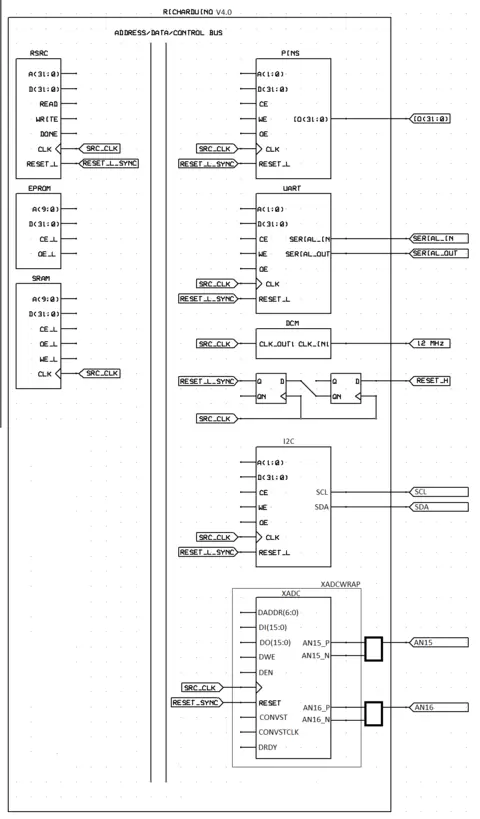 RICHARDUINO V4.0
ADDRESS/DATA/CONTROL BUS
RSRC
A(31:0)
D(31:0)
READ
WRITE
DONE
CLK
SRC_CLK
RESET_L
RESET_L_SYNC
EPROM
A(9:0)
D(31:0)
CE_L
OE_L
SRAM
A(9:0)
D(31:0)
CE_L
OE_L
WE_L
CLK
SRC_CLK
PINS
A(1:0)
D(31:0)
CE
WE IO(31:0) IO(31:0)
OE
SRC_CLK CLK
RESET_L_SYNC RESET_L
UART
A(1:0)
D(31:0)
CE SERIAL_IN SERIAL_IN
WE SERIAL_OUT SERIAL_OUT
OE
SRC_CLK CLK
RESET_L_SYNC RESET_L
DCM
SRC_CLK CLK_OUT1 CLK_IN1 12 MHz
RESET_L_SYNC Q D Q D RESET_H
QN QN
SRC_CLK
I2C
A(1:0)
D(31:0)
CE SCL SCL
WE SDA SDA
OE
SRC_CLK CLK
RESET_L_SYNC RESET_L
XADCWRAP
XADC
DADDR(6:0)
DI(15:0)
DO(15:0) AN15_P AN15
DWE AN15_N
DEN
SRC_CLK
RESET_SYNC RESET
AN16_P AN16
CONVST AN16_N
CONVSTCLK
DRDY